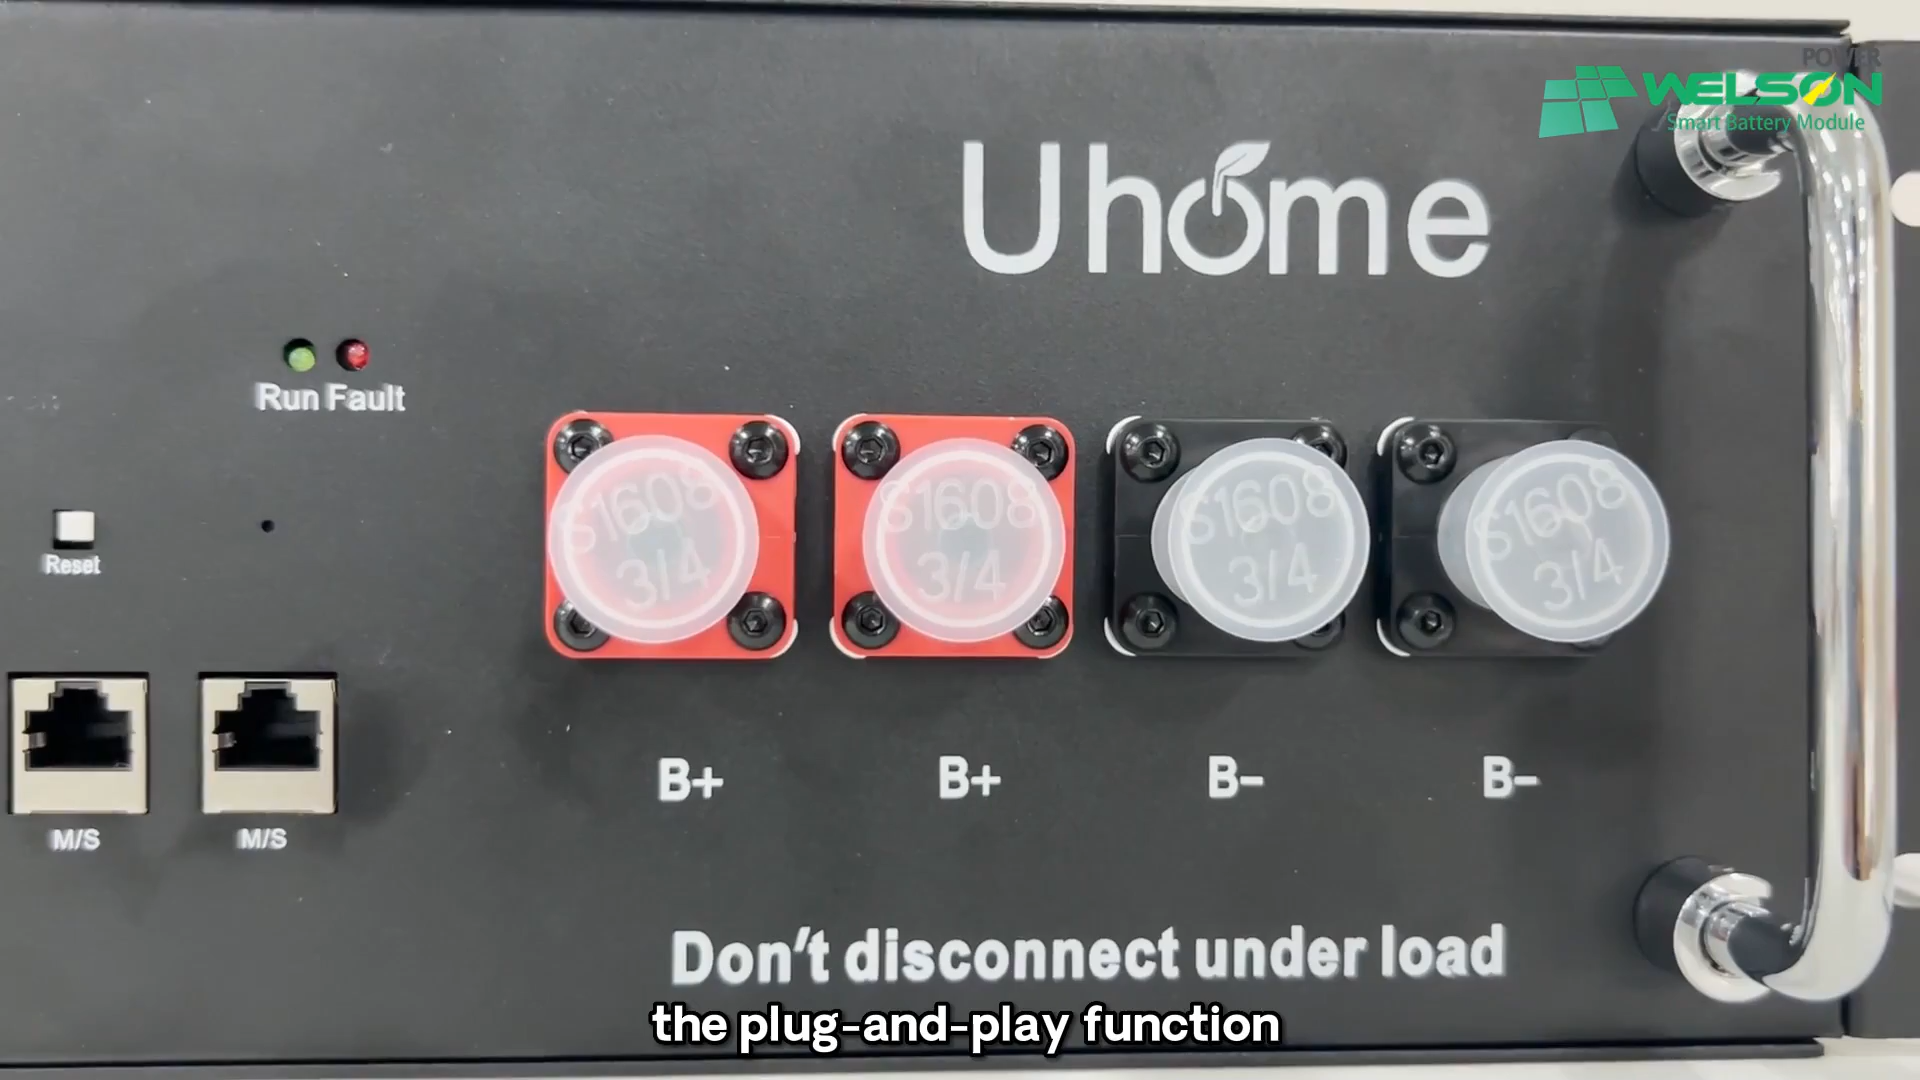 POWER
WELSON
Smart Battery Module
Uhome
Run Fault
S1608
3/4
S1608
3/4
S1608
3/4
S1608
3/4
Reset
B+
B+
B-
B-
M/S
M/S
Don't disconnect under load
the plug-and-play function